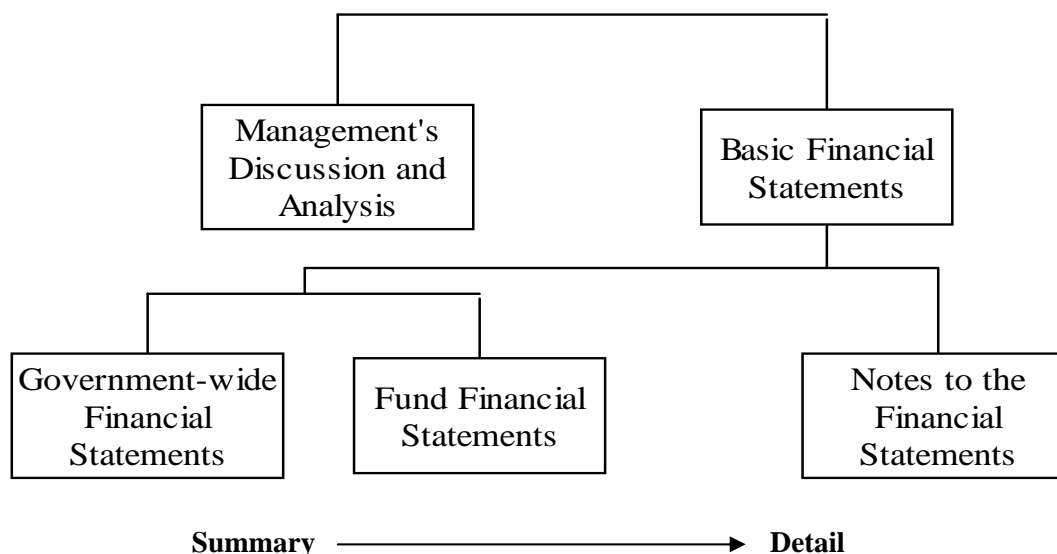 Management's
Discussion and
Analysis
Basic Financial
Statements
Government-wide
Financial
Statements
Fund Financial
Statements
Notes to the
Financial
Statements
Summary
Detail